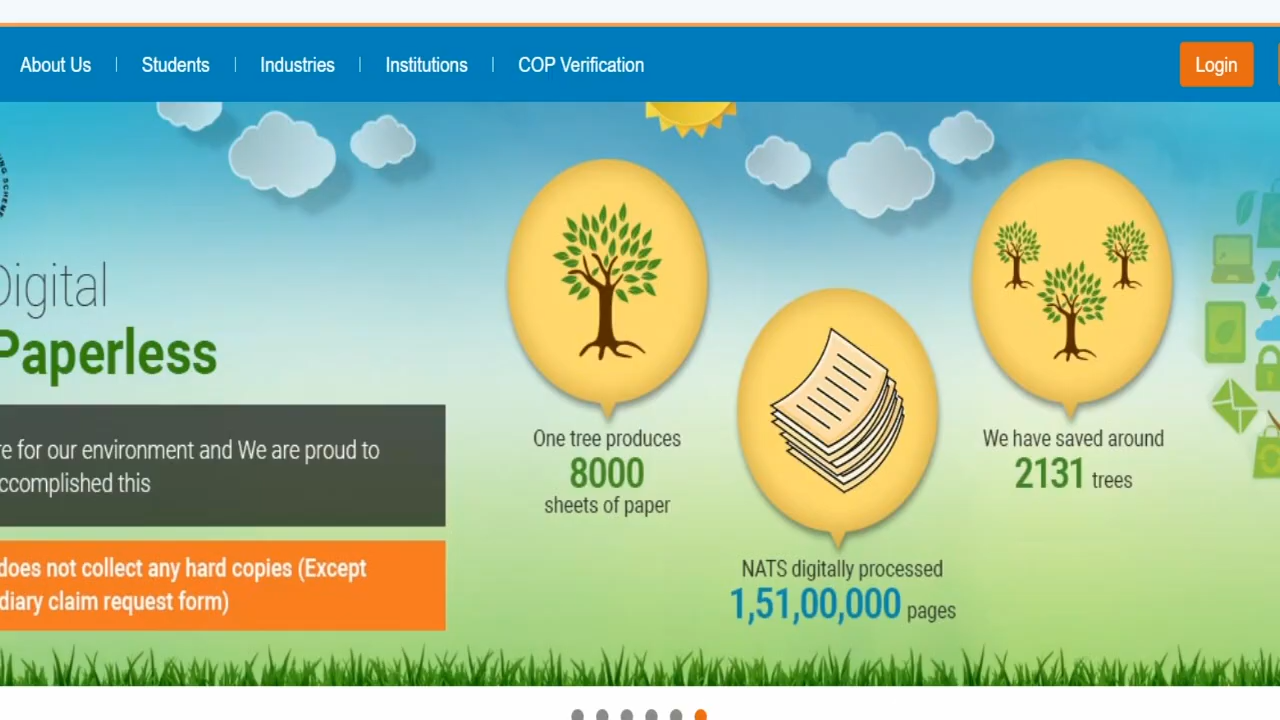 About Us
Students
Industries
Institutions
COP Verification
Login
Digital
Paperless
re for our environment and We are proud to
ccomplished this
does not collect any hard copies (Except
diary claim request form)
One tree produces
8000
sheets of paper
NATS digitally processed
1,51,00,000 pages
We have saved around
2131 trees